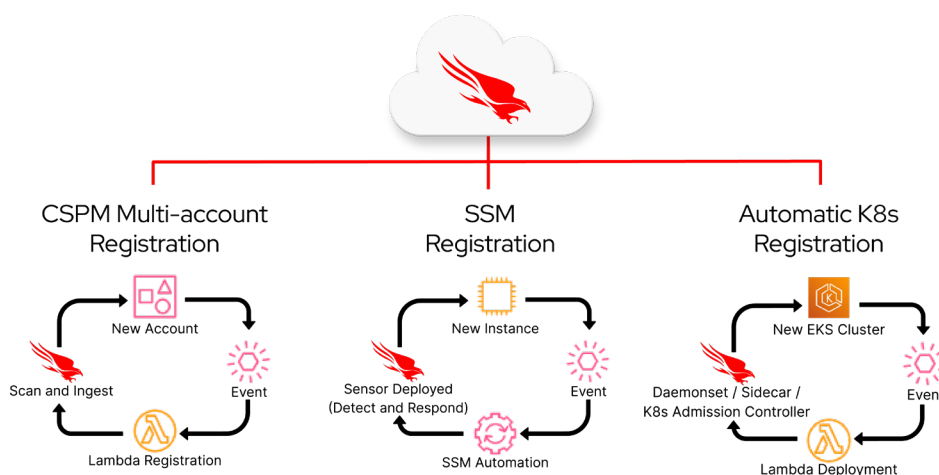 CSPM Multi-account
Registration
New Account
Event
Lambda Registration
Scan and Ingest
SSM
Registration
New Instance
Event
SSM Automation
Sensor Deployed
(Detect and Respond)
Automatic K8s
Registration
New EKS Cluster
Event
Lambda Deployment
Daemonset / Sidecar /
K8s Admission Controller
K